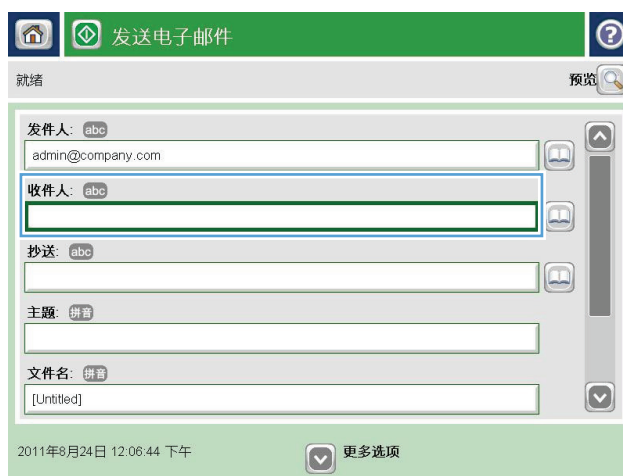 发送电子邮件
?
就绪
预览
发件人: abc
admin@company.com
收件人: abc
抄送: abc
主题: 拼音
文件名: 拼音
[Untitled]
2011年8月24日 12:06:44 下午
更多选项